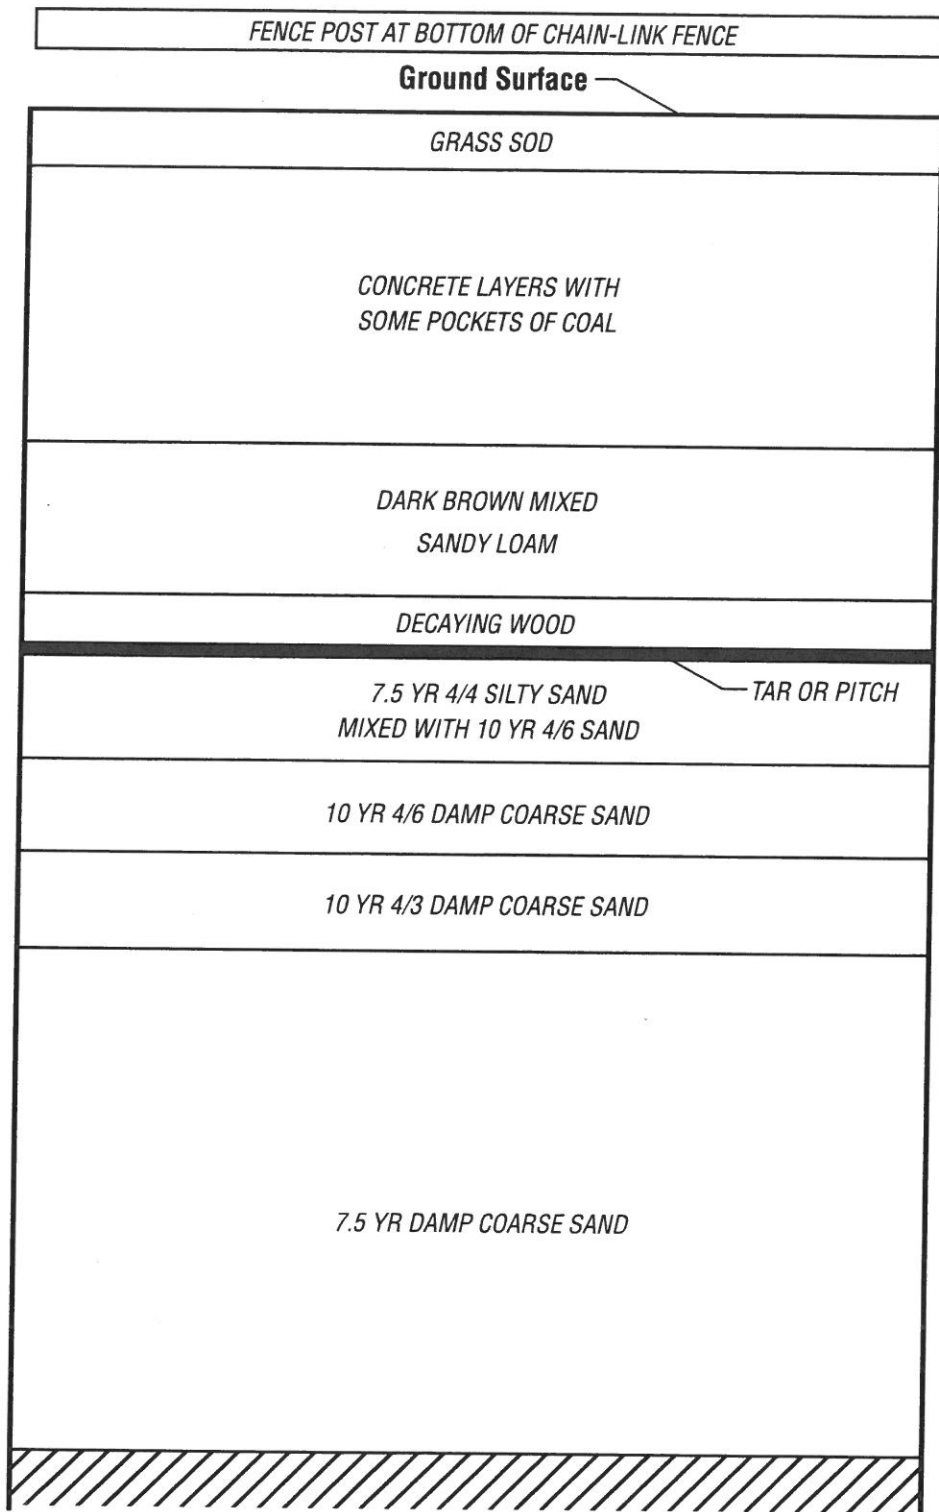 FENCE POST AT BOTTOM OF CHAIN-LINK FENCE
Ground Surface
GRASS SOD
CONCRETE LAYERS WITH
SOME POCKETS OF COAL
DARK BROWN MIXED
SANDY LOAM
DECAYING WOOD
TAR OR PITCH
7.5 YR 4/4 SILTY SAND
MIXED WITH 10 YR 4/6 SAND
10 YR 4/6 DAMP COARSE SAND
10 YR 4/3 DAMP COARSE SAND
7.5 YR DAMP COARSE SAND